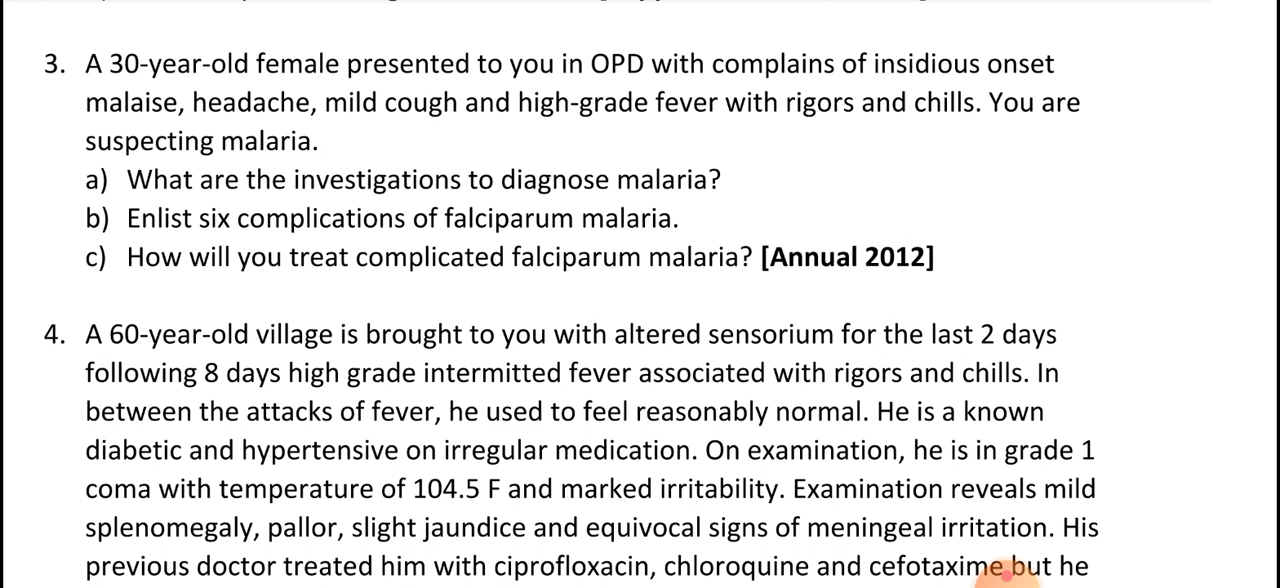 3. A 30-year-old female presented to you in OPD with complains of insidious onset
malaise, headache, mild cough and high-grade fever with rigors and chills. You are
suspecting malaria.
a) What are the investigations to diagnose malaria?
b) Enlist six complications of falciparum malaria.
c) How will you treat complicated falciparum malaria? [Annual 2012]
4. A 60-year-old village is brought to you with altered sensorium for the last 2 days
following 8 days high grade intermitted fever associated with rigors and chills. In
between the attacks of fever, he used to feel reasonably normal. He is a known
diabetic and hypertensive on irregular medication. On examination, he is in grade 1
coma with temperature of 104.5 F and marked irritability. Examination reveals mild
splenomegaly, pallor, slight jaundice and equivocal signs of meningeal irritation. His
previous doctor treated him with ciprofloxacin, chloroquine and cefotaxime but he